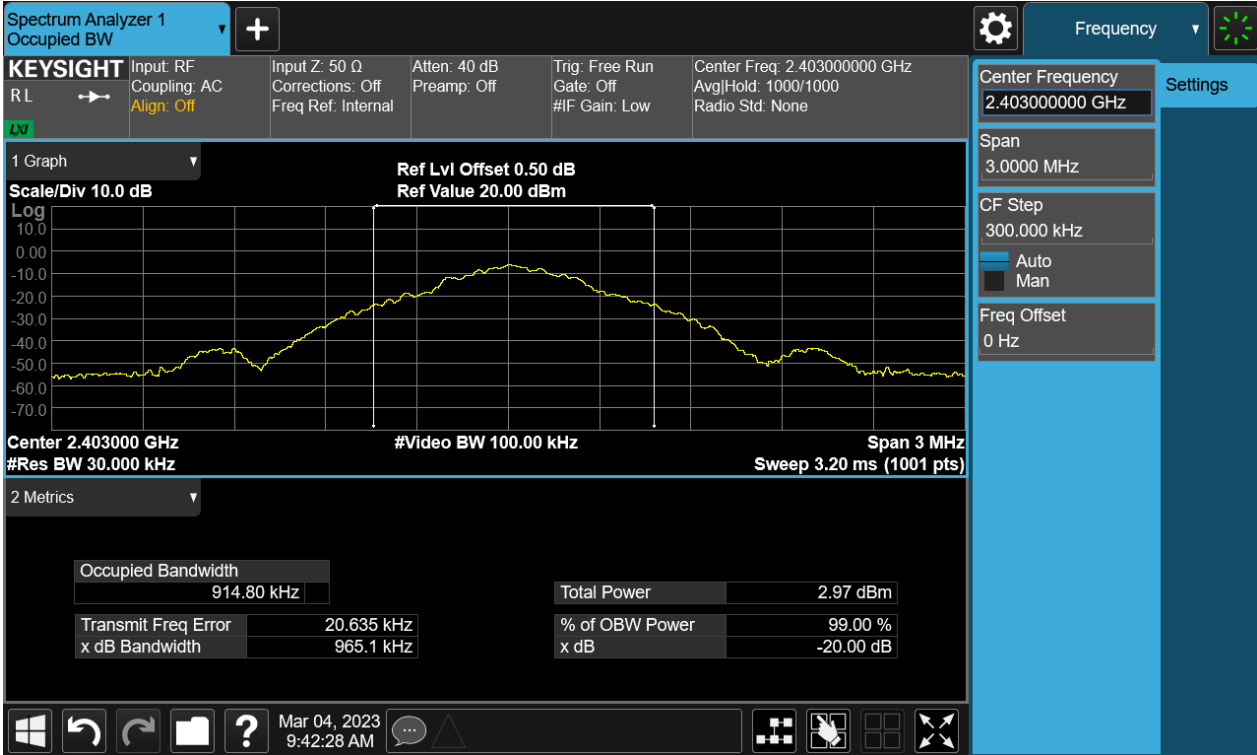 Spectrum Analyzer 1
Occupied BW
Frequency
KEYSIGHT
R L
LXI
Input: RF
Coupling: AC
Align: Off
Input Z: 50 Ω
Corrections: Off
Freq Ref: Internal
Atten: 40 dB
Preamp: Off
Trig: Free Run
Gate: Off
#IF Gain: Low
Center Freq: 2.403000000 GHz
Avg|Hold: 1000/1000
Radio Std: None
Center Frequency
2.403000000 GHz
Settings
Span
3.0000 MHz
CF Step
300.000 kHz
Auto
Man
Freq Offset
0 Hz
1 Graph
Scale/Div 10.0 dB
Ref Lvl Offset 0.50 dB
Ref Value 20.00 dBm
Log
10.0
0.00
-10.0
-20.0
-30.0
-40.0
-50.0
-60.0
-70.0
Center 2.403000 GHz
#Video BW 100.00 kHz
Span 3 MHz
#Res BW 30.000 kHz
Sweep 3.20 ms (1001 pts)
2 Metrics
Occupied Bandwidth
914.80 kHz
Total Power 2.97 dBm
Transmit Freq Error 20.635 kHz
% of OBW Power 99.00 %
x dB Bandwidth 965.1 kHz
x dB -20.00 dB
?
Mar 04, 2023
9:42:28 AM